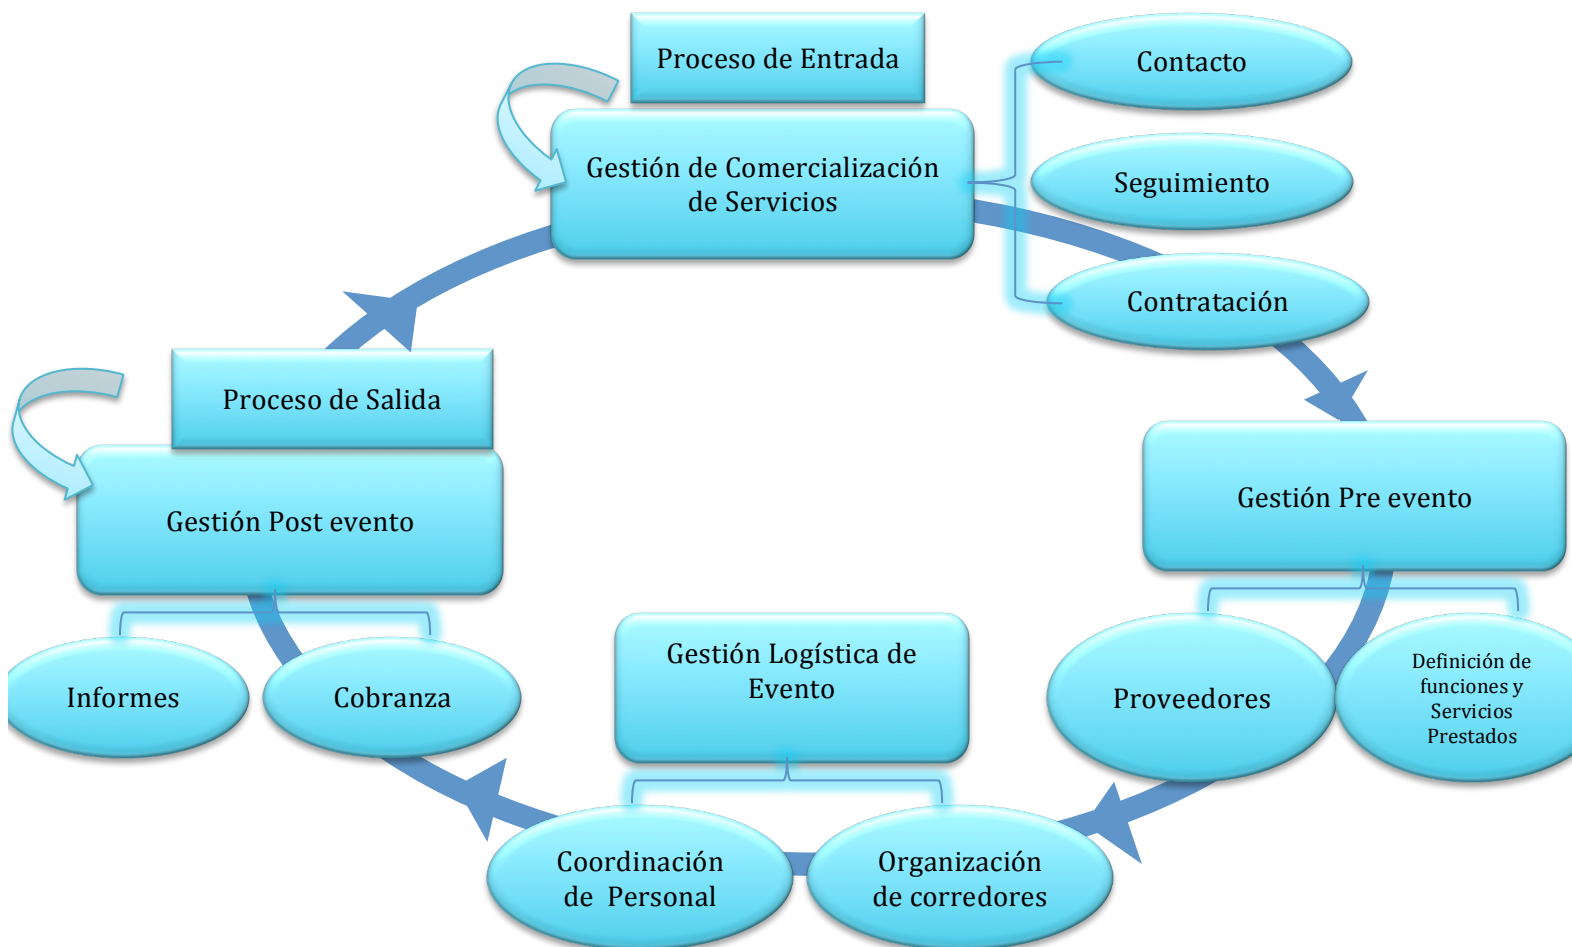 Proceso de Entrada
Gestión de Comercialización
de Servicios
Contacto
Seguimiento
Contratación
Proceso de Salida
Gestión Post evento
Gestión Pre evento
Informes
Cobranza
Gestión Logística de
Evento
Proveedores
Definición de
funciones y
Servicios
Prestados
Coordinación
de Personal
Organización
de corredores